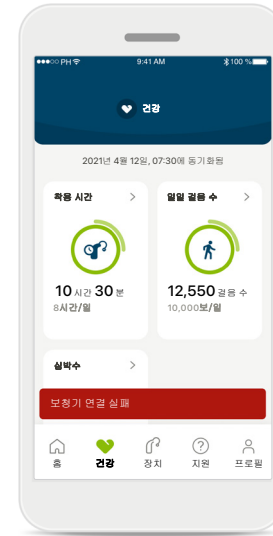 PH 9:41 AM 100 %
건강
2021년 4월 12일, 07:30에 동기화됨
착용 시간 일일 걸음 수
10 시간 30 분 12,550 걸음 수
8시간/일 10,000보/일
심박수
보청기 연결 실패
홈 건강 장치 지원 프로필